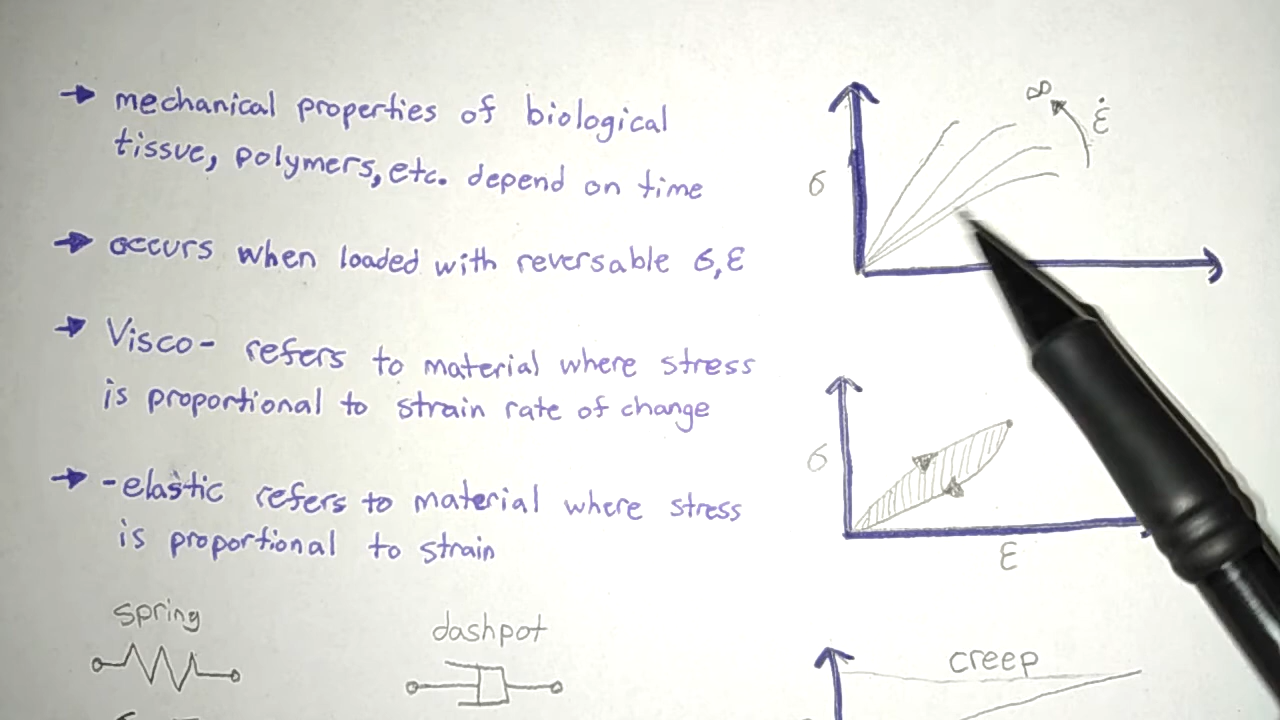 → mechanical properties of biological
tissue, polymers, etc. depend on time
→ occurs when loaded with reversable σ, ε
→ Visco- refers to material where stress
is proportional to strain rate of change
→ -elastic refers to material where stress
is proportional to strain
spring
dashpot
σ
∞
ε̇
σ
ε
creep